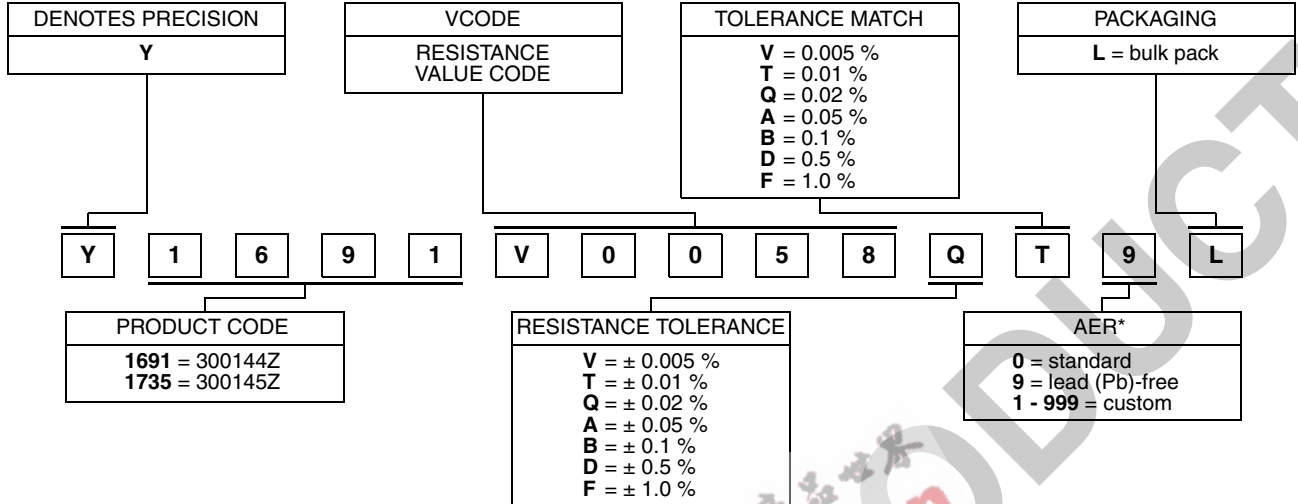 DENOTES PRECISION
Y
VCODE
RESISTANCE
VALUE CODE
TOLERANCE MATCH
V = 0.005 %
T = 0.01 %
Q = 0.02 %
A = 0.05 %
B = 0.1 %
D = 0.5 %
F = 1.0 %
PACKAGING
L = bulk pack
Y 1 6 9 1 V 0 0 5 8 Q T 9 L
PRODUCT CODE
1691 = 300144Z
1735 = 300145Z
RESISTANCE TOLERANCE
V = ± 0.005 %
T = ± 0.01 %
Q = ± 0.02 %
A = ± 0.05 %
B = ± 0.1 %
D = ± 0.5 %
F = ± 1.0 %
AER*
0 = standard
9 = lead (Pb)-free
1 - 999 = custom
ODUCT